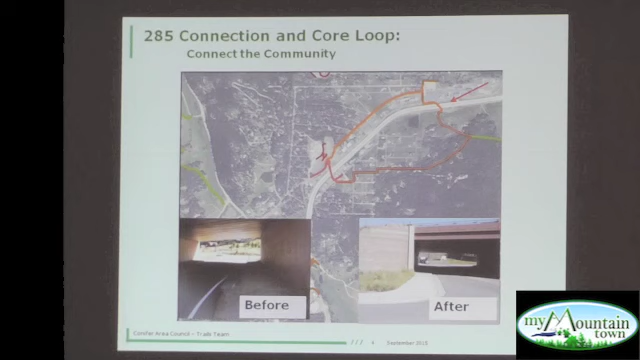 285 Connection and Core Loop:
Connect the Community
Before
After
Conifer Area Council – Trails Team
September 2015
my Mountain
town